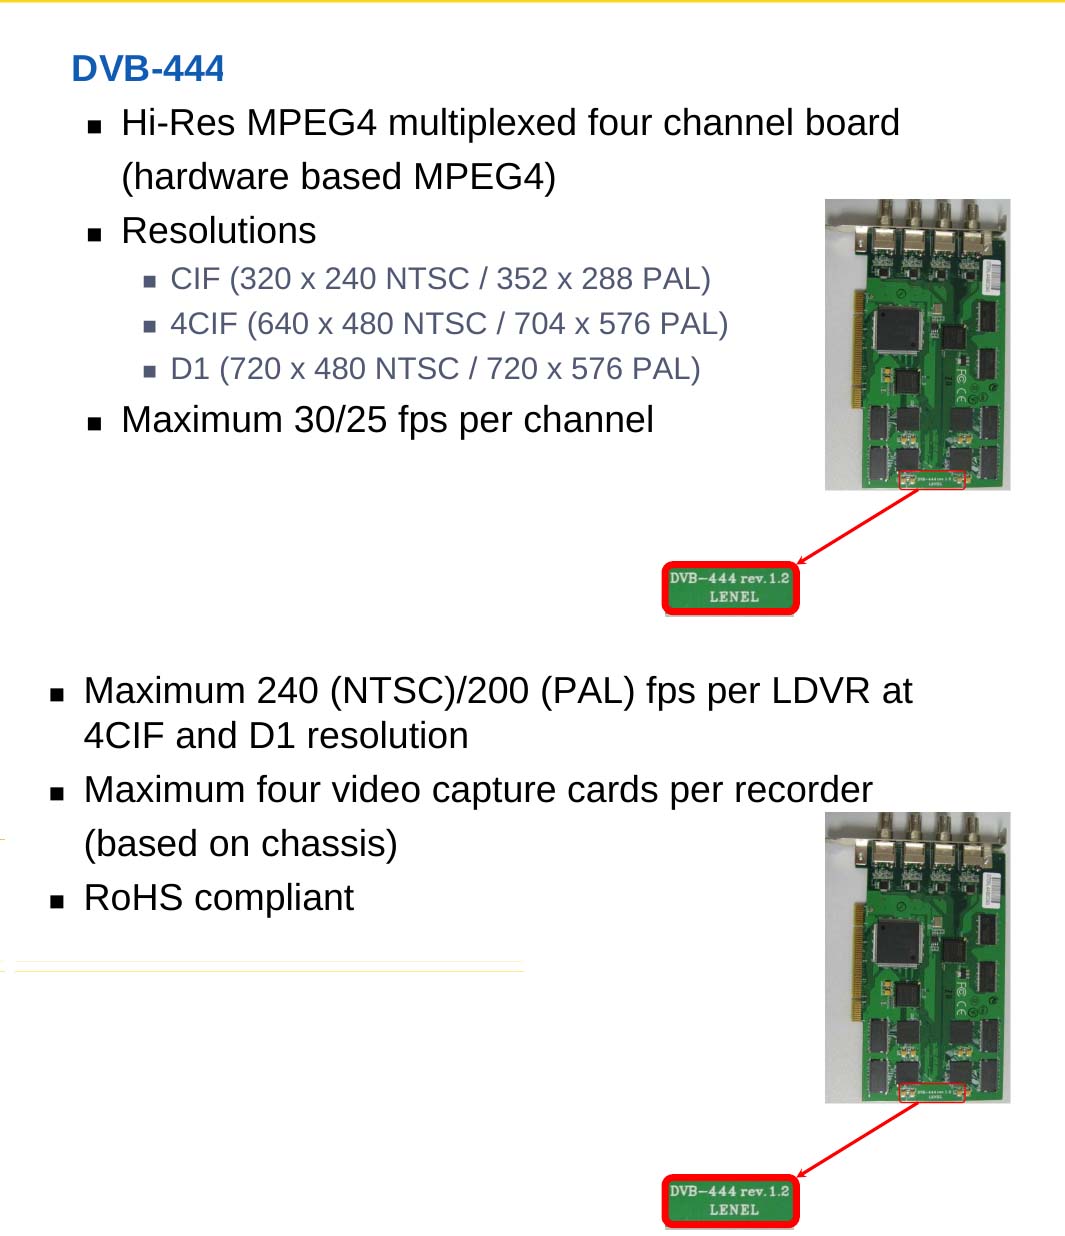 DVB-444
■ Hi-Res MPEG4 multiplexed four channel board
(hardware based MPEG4)
■ Resolutions
■ CIF (320 x 240 NTSC / 352 x 288 PAL)
■ 4CIF (640 x 480 NTSC / 704 x 576 PAL)
■ D1 (720 x 480 NTSC / 720 x 576 PAL)
■ Maximum 30/25 fps per channel
FC CE
DVB-444 rev.1.2
LENEL
■ Maximum 240 (NTSC)/200 (PAL) fps per LDVR at
4CIF and D1 resolution
■ Maximum four video capture cards per recorder
(based on chassis)
■ RoHS compliant
FC CE
DVB-444 rev.1.2
LENEL